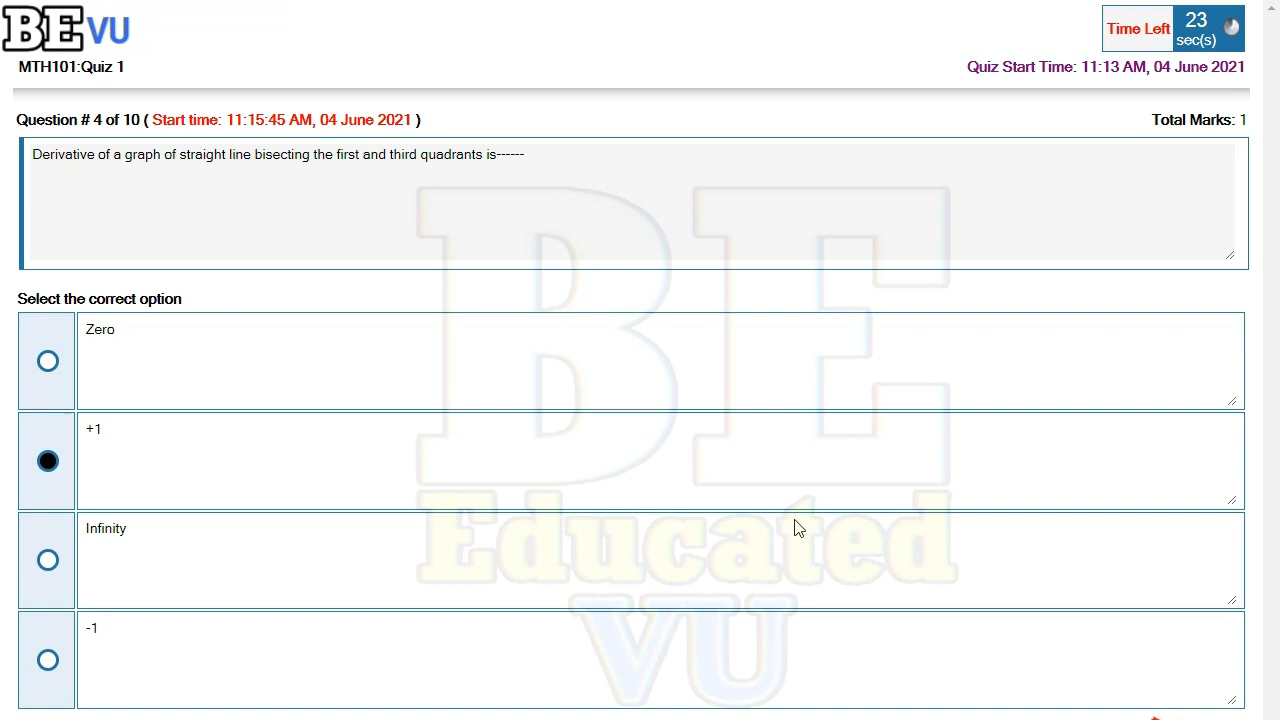 BEVU
Time Left 23 sec(s)
MTH101:Quiz 1
Quiz Start Time: 11:13 AM, 04 June 2021
Question # 4 of 10 ( Start time: 11:15:45 AM, 04 June 2021 )
Total Marks: 1
Derivative of a graph of straight line bisecting the first and third quadrants is------
Select the correct option
Zero
+1
Infinity
-1
BE
Educated
VU